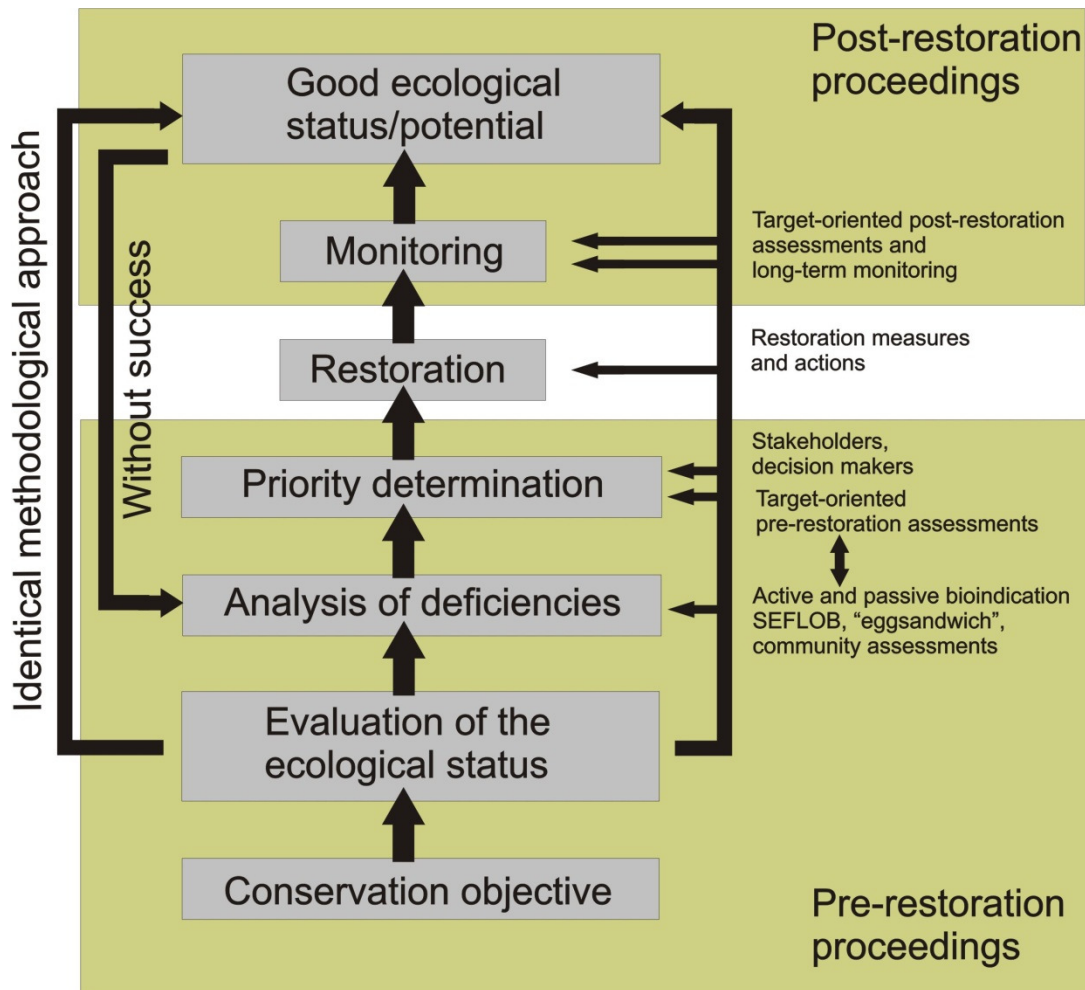 Post-restoration
proceedings
Good ecological
status/potential
Identical methodological approach
Without success
Monitoring
Target-oriented post-restoration
assessments and
long-term monitoring
Restoration
Restoration measures
and actions
Priority determination
Stakeholders,
decision makers
Target-oriented
pre-restoration assessments
Analysis of deficiencies
Active and passive bioindication
SEFLOB, “eggsandwich”,
community assessments
Evaluation of the
ecological status
Conservation objective
Pre-restoration
proceedings